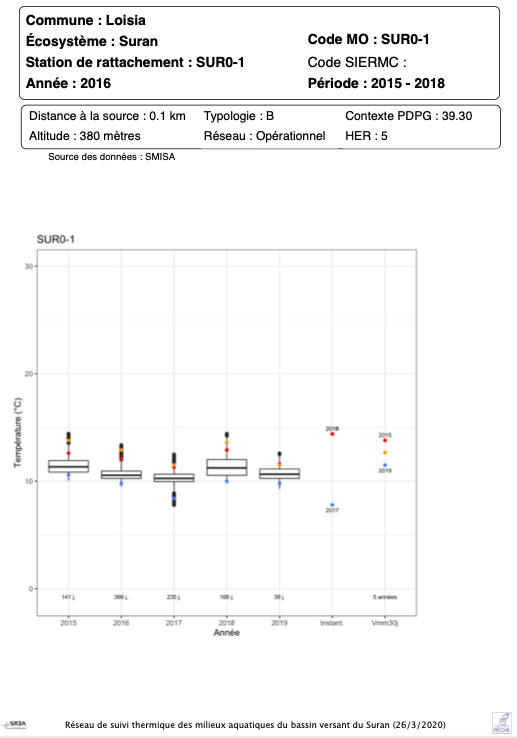 Commune : Loisia
Écosystème : Suran
Code MO : SUR0-1
Station de rattachement : SUR0-1
Code SIERMC :
Année : 2016
Période : 2015 - 2018
Distance à la source : 0.1 km
Typologie : B
Contexte PDPG : 39.30
Altitude : 380 mètres
Réseau : Opérationnel
HER : 5
Source des données : SMISA
SUR0-1
30
20
10
0
Température (°C)
2018
2017
2015
2019
141 j.
366 j.
235 j.
168 j.
39 j.
5 années
2015
2016
2017
2018
2019
Instant.
Vmm30j
Année
SR3A
Réseau de suivi thermique des milieux aquatiques du bassin versant du Suran (26/3/2020)
PÊCHE